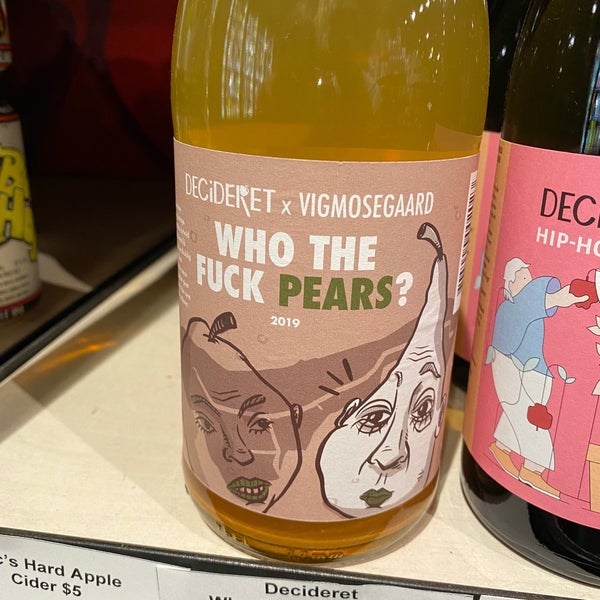 DECiDERET x VIGMOSEGAARD
WHO THE
FUCK PEARS?
2019
DEC
HIP-HO
c's Hard Apple
Cider $5
Decideret